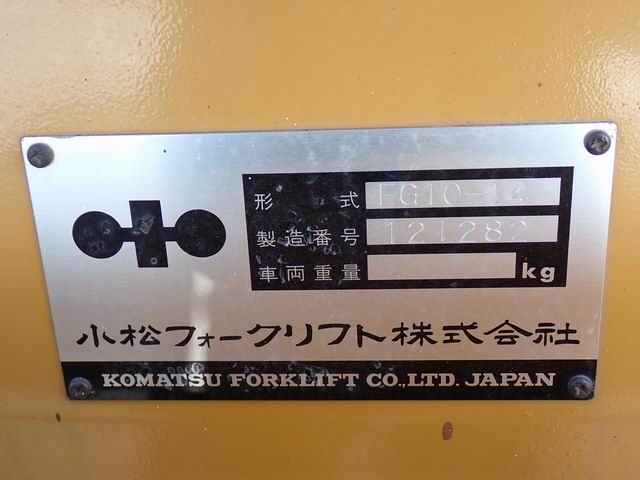 形式 FG10-14
製造番号 121282
車両重量 kg
小松フォークリフト株式会社
KOMATSU FORKLIFT CO.,LTD. JAPAN